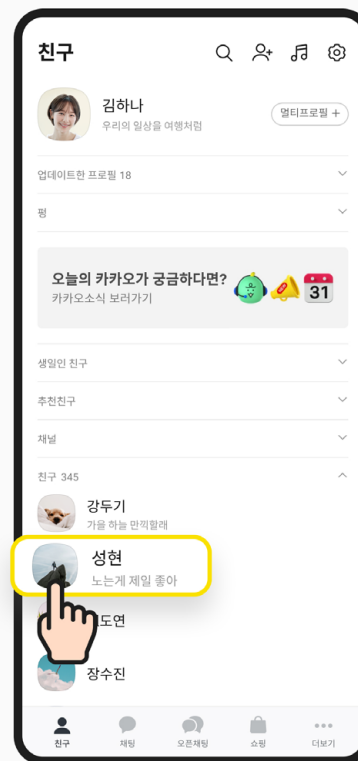 친구
김하나
우리의 일상을 여행처럼
멀티프로필 +
업데이트한 프로필 18
펑
오늘의 카카오가 궁금하다면?
카카오소식 보러가기
31
생일인 친구
추천친구
채널
친구 345
강두기
가을 하늘 만끽할래
성현
노는게 제일 좋아
도연
장수진
친구
채팅
오픈채팅
쇼핑
더보기